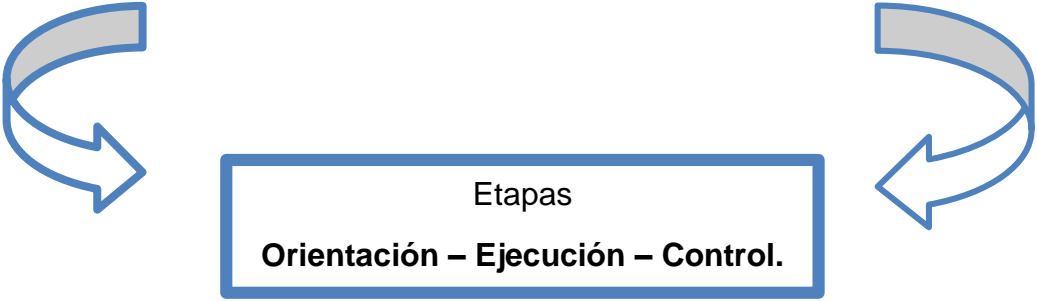 Etapas
Orientación – Ejecución – Control.